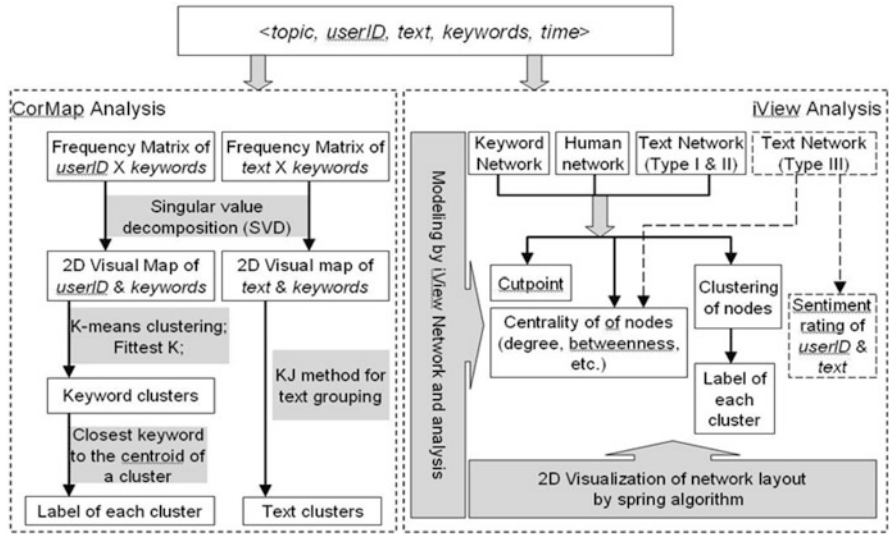 <topic, userID, text, keywords, time>
CorMap Analysis
Frequency Matrix of
userID X keywords
Frequency Matrix of
text X keywords
Singular value
decomposition (SVD)
2D Visual Map of
userID & keywords
2D Visual map of
text & keywords
K-means clustering;
Fittest K;
KJ method for
text grouping
Keyword clusters
Closest keyword
to the centroid of
a cluster
Label of each cluster
Text clusters
iView Analysis
Modeling by iView Network and analysis
Keyword
Network
Human
network
Text Network
(Type I & II)
Text Network
(Type III)
Cutpoint
Centrality of of nodes
(degree, betweenness,
etc.)
Clustering
of nodes
Sentiment
rating of
userID &
text
Label of
each
cluster
2D Visualization of network layout
by spring algorithm